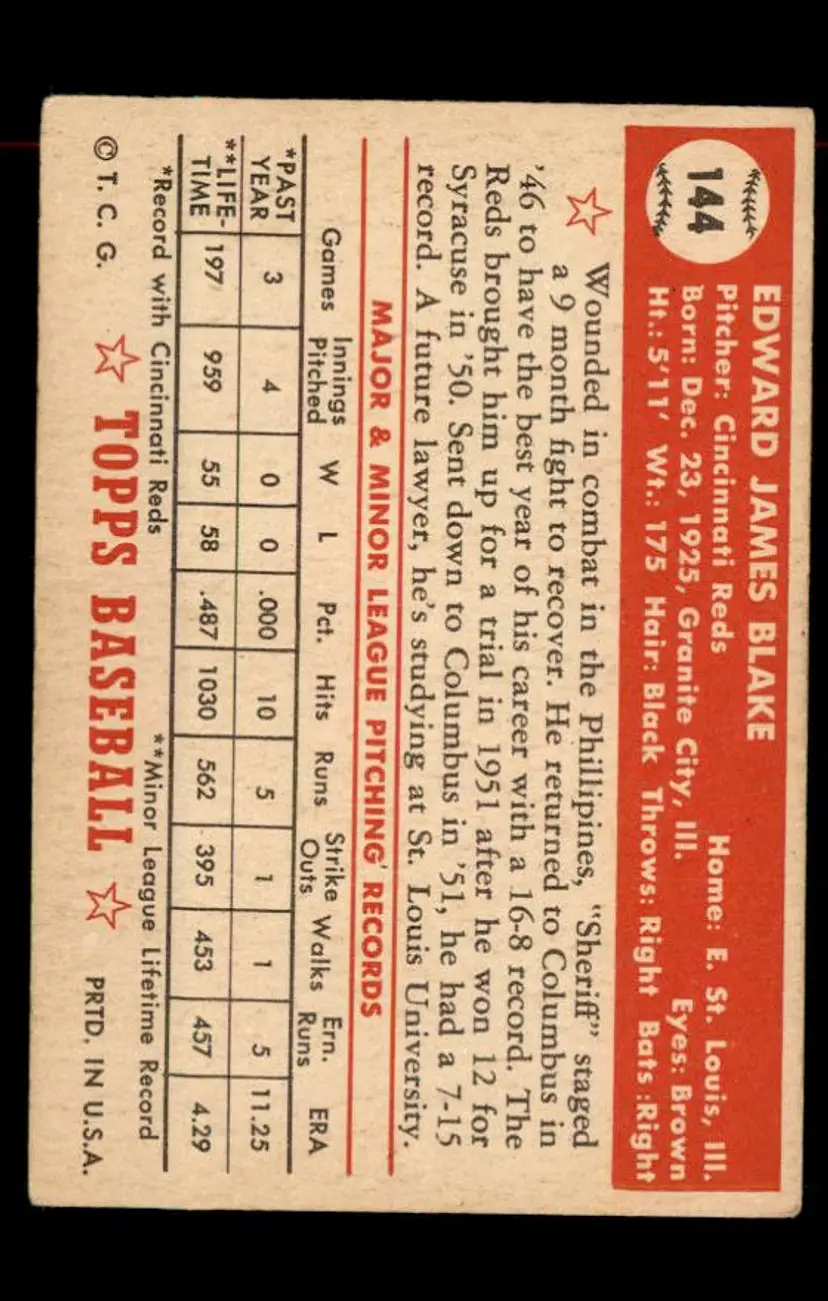 144
EDWARD JAMES BLAKE
Pitcher: Cincinnati Reds Home: E. St. Louis, Ill.
Born: Dec. 23, 1925, Granite City, Ill. Eyes: Brown
Ht.: 5'11' Wt.: 175 Hair: Black Throws: Right Bats :Right
Wounded in combat in the Phillipines, "Sheriff" staged
a 9 month fight to recover. He returned to Columbus in
'46 to have the best year of his career with a 16-8 record. The
Reds brought him up for a trial in 1951 after he won 12 for
Syracuse in '50. Sent down to Columbus in '51, he had a 7-15
record. A future lawyer, he's studying at St. Louis University.
MAJOR & MINOR LEAGUE PITCHING RECORDS
Games Innings Pitched W L Pct. Hits Runs Strike Outs Walks Ern. Runs ERA
*PAST YEAR 3 4 0 0 .000 10 5 1 1 5 11.25
**LIFE-TIME 197 959 55 58 .487 1030 562 395 453 457 4.29
*Record with Cincinnati Reds **Minor League Lifetime Record
© T. C. G. TOPPS BASEBALL PRTD. IN U.S.A.